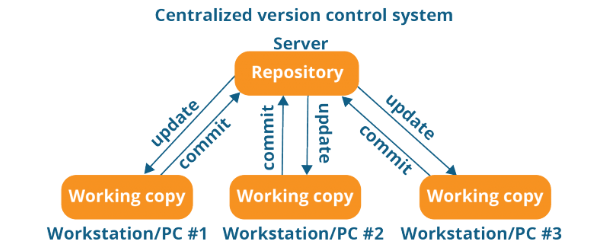 Centralized version control system
Server
Repository
update
commit
commit
update
update
commit
Working copy
Working copy
Working copy
Workstation/PC #1
Workstation/PC #2
Workstation/PC #3